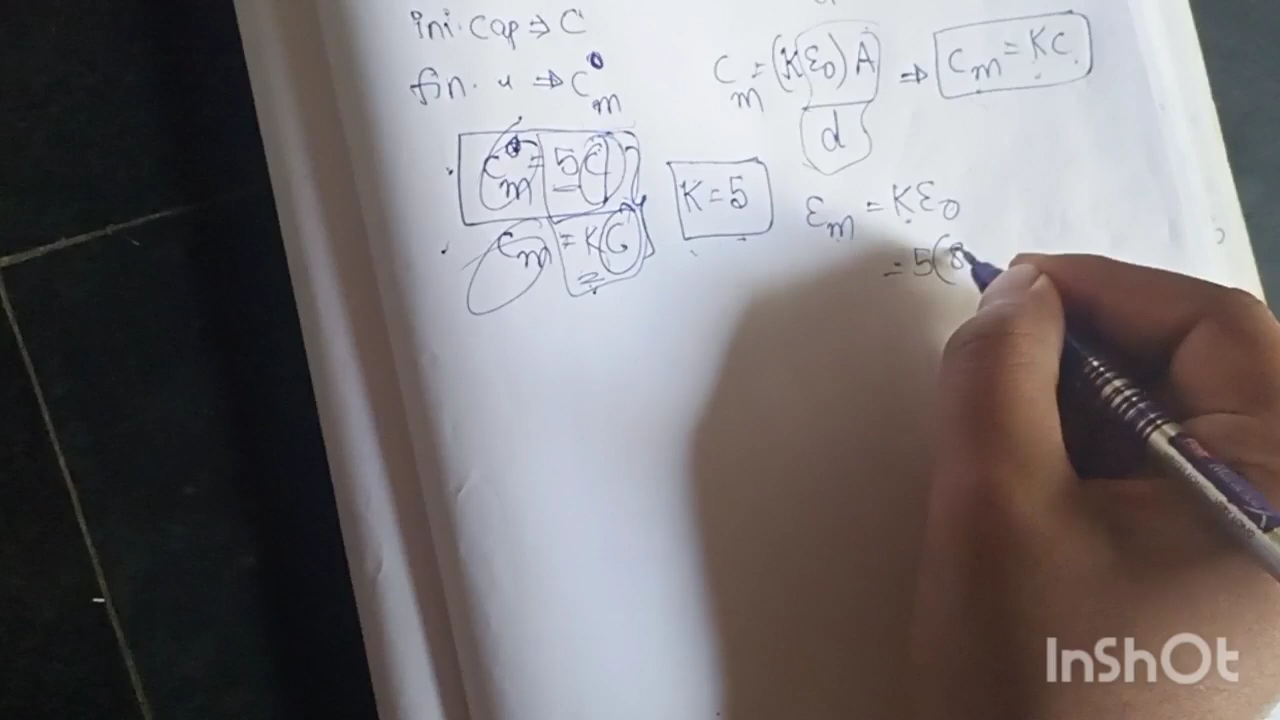 ini. cap ⇒ C
fin. u ⇒ Cm
Cm = (Kε0)A / d ⇒ Cm = KC
Cm = 5C
Cm = KC
K = 5
εm = Kε0
= 5(8
InShOt